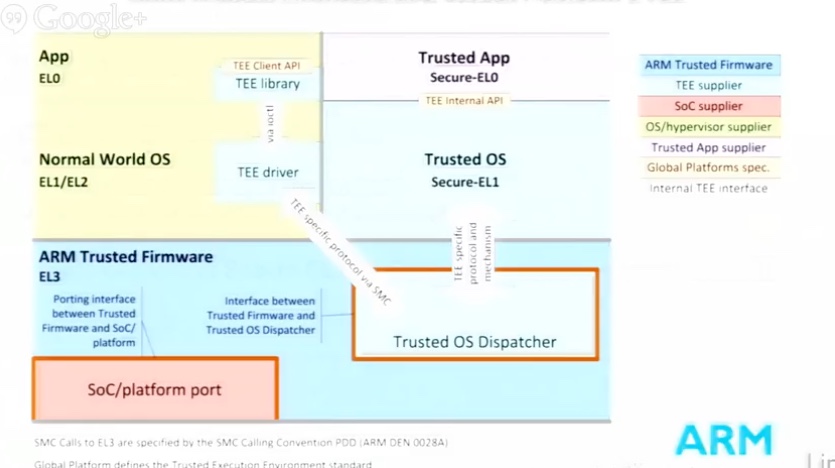 Google+
App
EL0
TEE Client API
TEE library
via ioctl
Normal World OS
EL1/EL2
TEE driver
Trusted App
Secure-EL0
TEE Internal API
Trusted OS
Secure-EL1
TEE specific protocol via SMC
TEE specific
protocol and
mechanism
ARM Trusted Firmware
EL3
Porting interface
between Trusted
Firmware and SoC/
platform
Interface between
Trusted Firmware and
Trusted OS Dispatcher
Trusted OS Dispatcher
SoC/platform port
ARM Trusted Firmware
TEE supplier
SoC supplier
OS/hypervisor supplier
Trusted App supplier
Global Platforms spec.
Internal TEE interface
SMC Calls to EL3 are specified by the SMC Calling Convention PDD (ARM DEN 0028A)
Global Platform defines the Trusted Execution Environment standard
ARM